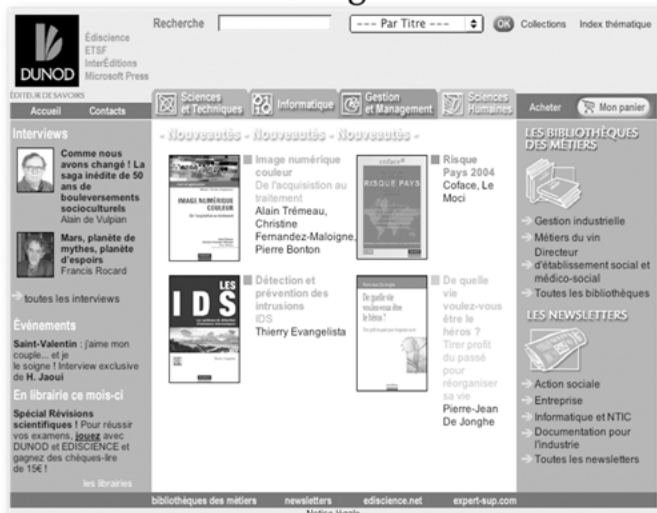 Recherche
--- Par Titre ---
OK
Collections
Index thématique
DUNOD
ÉDITEUR DE SAVOIRS
Édiscience
ETSF
InterÉditions
Microsoft Press
Accueil
Contacts
Sciences
et Techniques
Informatique
Gestion
et Management
Sciences
Humaines
Acheter
Mon panier
Interviews
Comme nous
avons changé ! La
saga inédite de 50
ans de
bouleversements
socioculturels
Alain de Vulpian
Mars, planète de
mythes, planète
d'espoirs
Francis Rocard
toutes les interviews
Événements
Saint-Valentin : j'aime mon
couple... et je
le soigne ! Interview exclusive
de H. Jaoui
En librairie ce mois-ci
Spécial Révisions
scientifiques ! Pour réussir
vos examens, jouez avec
DUNOD et EDISCIENCE et
gagnez des chèques-lire
de 15€ !
les librairies
- Nouveautés - Nouveautés - Nouveautés -
IMAGE NUMÉRIQUE
COULEUR
Image numérique
couleur
De l'acquisition au
traitement
Alain Trémeau,
Christine
Fernandez-Maloigne,
Pierre Bonton
coface
RISQUE PAYS
Risque
Pays 2004
Coface, Le
Moci
LES
IDS
Détection et
prévention des
intrusions
IDS
Thierry Evangelista
De quelle vie
voulez-vous être
le héros ?
De quelle
vie
voulez-vous
être le
héros ?
Tirer profit
du passé
pour
réorganiser
sa vie
Pierre-Jean
De Jonghe
LES BIBLIOTHÈQUES
DES MÉTIERS
Gestion industrielle
Métiers du vin
Directeur
d'établissement social et
médico-social
Toutes les bibliothèques
LES NEWSLETTERS
Action sociale
Entreprise
Informatique et NTIC
Documentation pour
l'industrie
Toutes les newsletters
bibliothèques des métiers
newsletters
ediscience.net
expert-sup.com